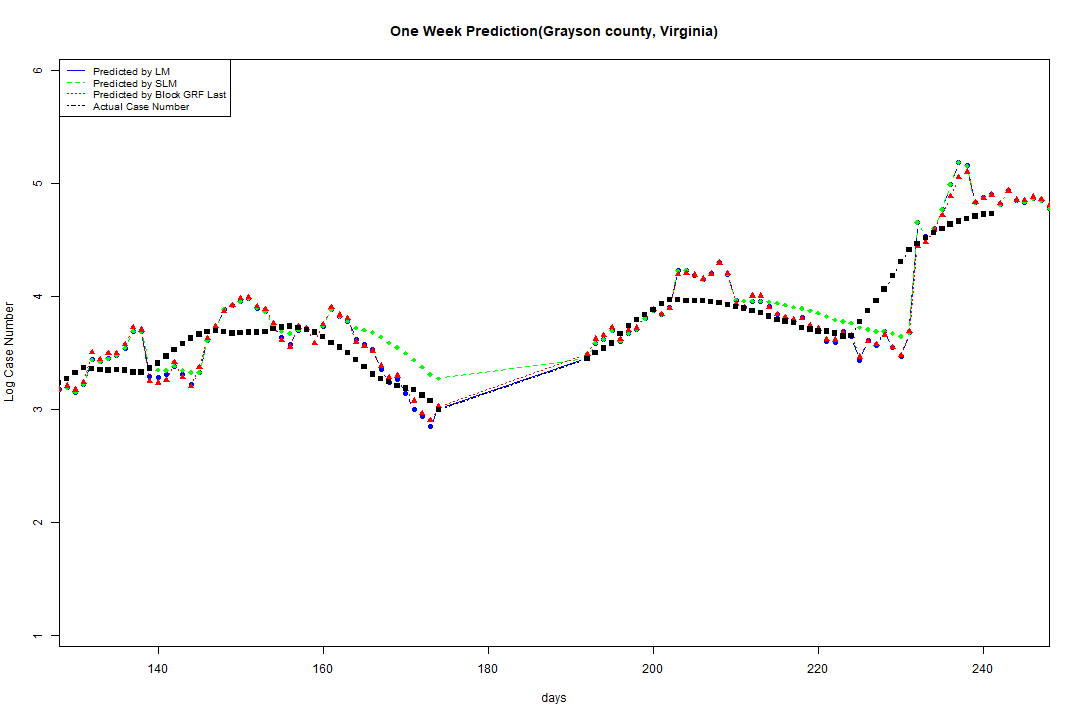 One Week Prediction(Grayson county, Virginia)
Predicted by LM
Predicted by SLM
Predicted by Block GRF Last
Actual Case Number
6
5
4
3
2
1
Log Case Number
140 160 180 200 220 240
days